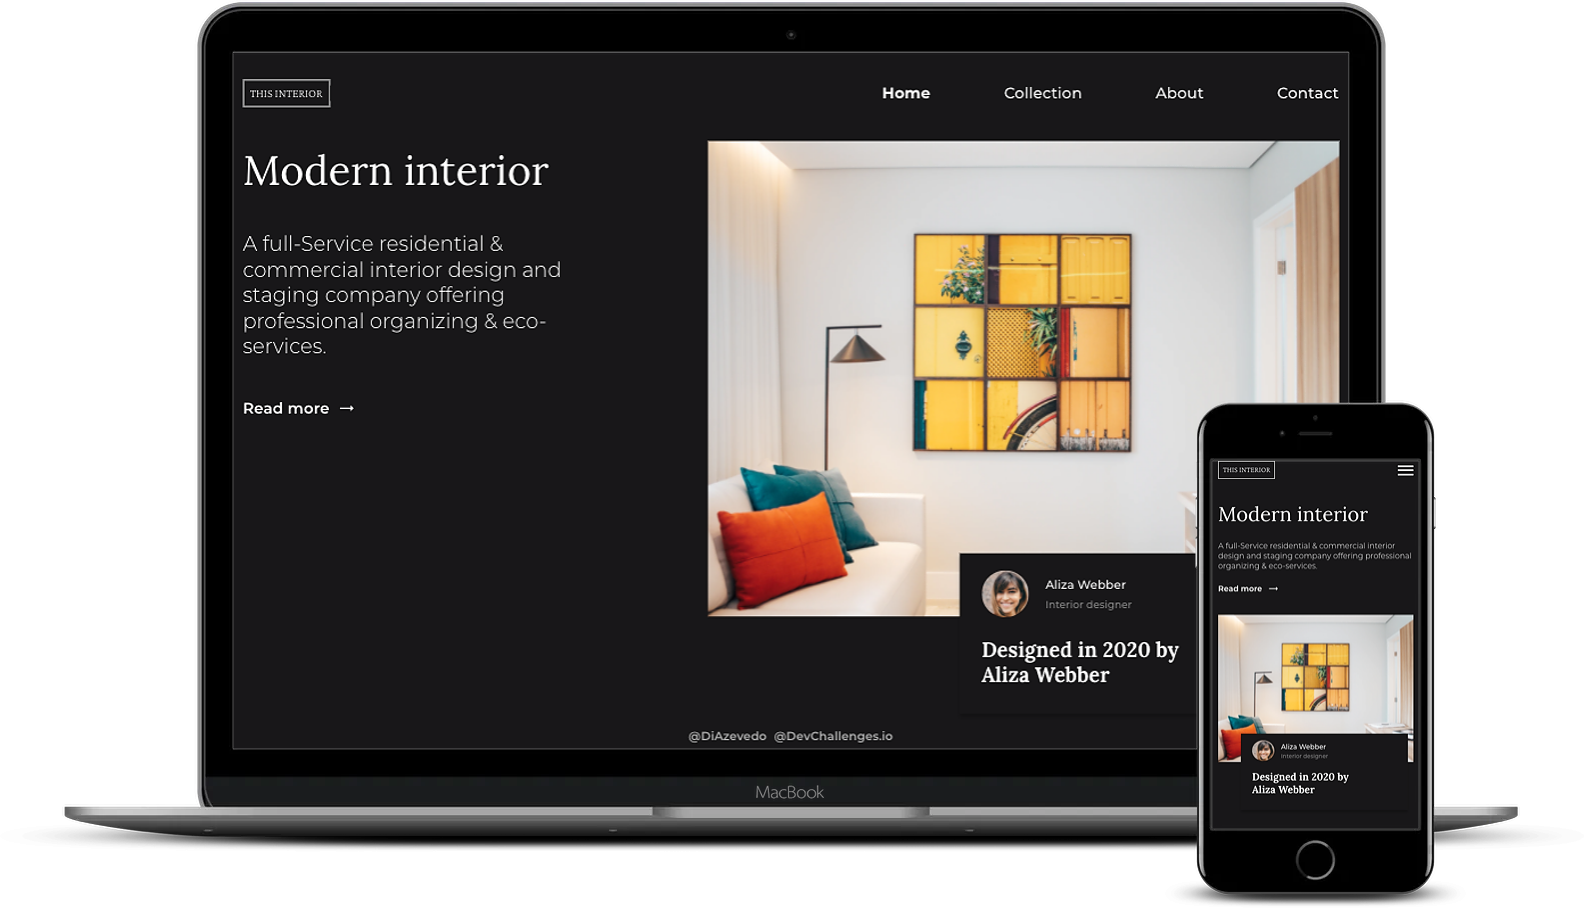 THIS INTERIOR
Home Collection About Contact
Modern interior
A full-Service residential &
commercial interior design and
staging company offering
professional organizing & eco-
services.
Read more →
Aliza Webber
Interior designer
Designed in 2020 by
Aliza Webber
@DiAzevedo @DevChallenges.io
MacBook
THIS INTERIOR
Modern interior
A full-Service residential & commercial interior
design and staging company offering professional
organizing & eco-services.
Read more →
Aliza Webber
Interior designer
Designed in 2020 by
Aliza Webber